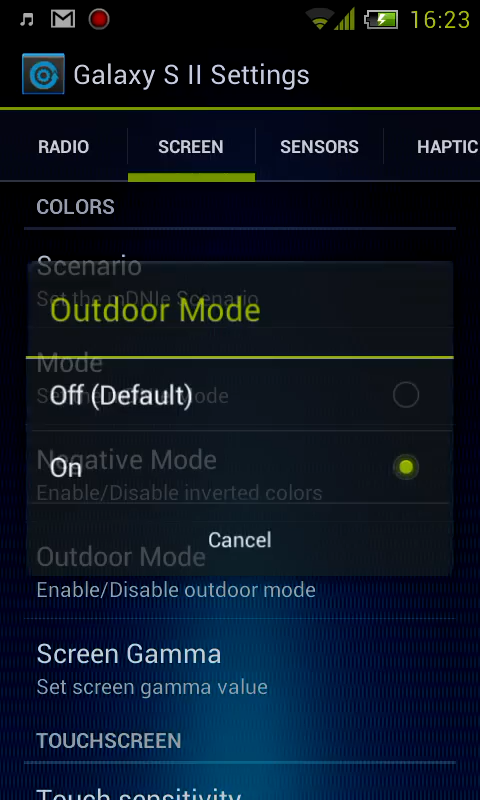 16:23
Galaxy S II Settings
RADIO SCREEN SENSORS HAPTIC
COLORS
Scenario
Set the mDNIe Scenario
Outdoor Mode
Mode
Off (Default)
Negative Mode
On
Enable/Disable inverted colors
Cancel
Outdoor Mode
Enable/Disable outdoor mode
Screen Gamma
Set screen gamma value
TOUCHSCREEN
Touch sensitivity